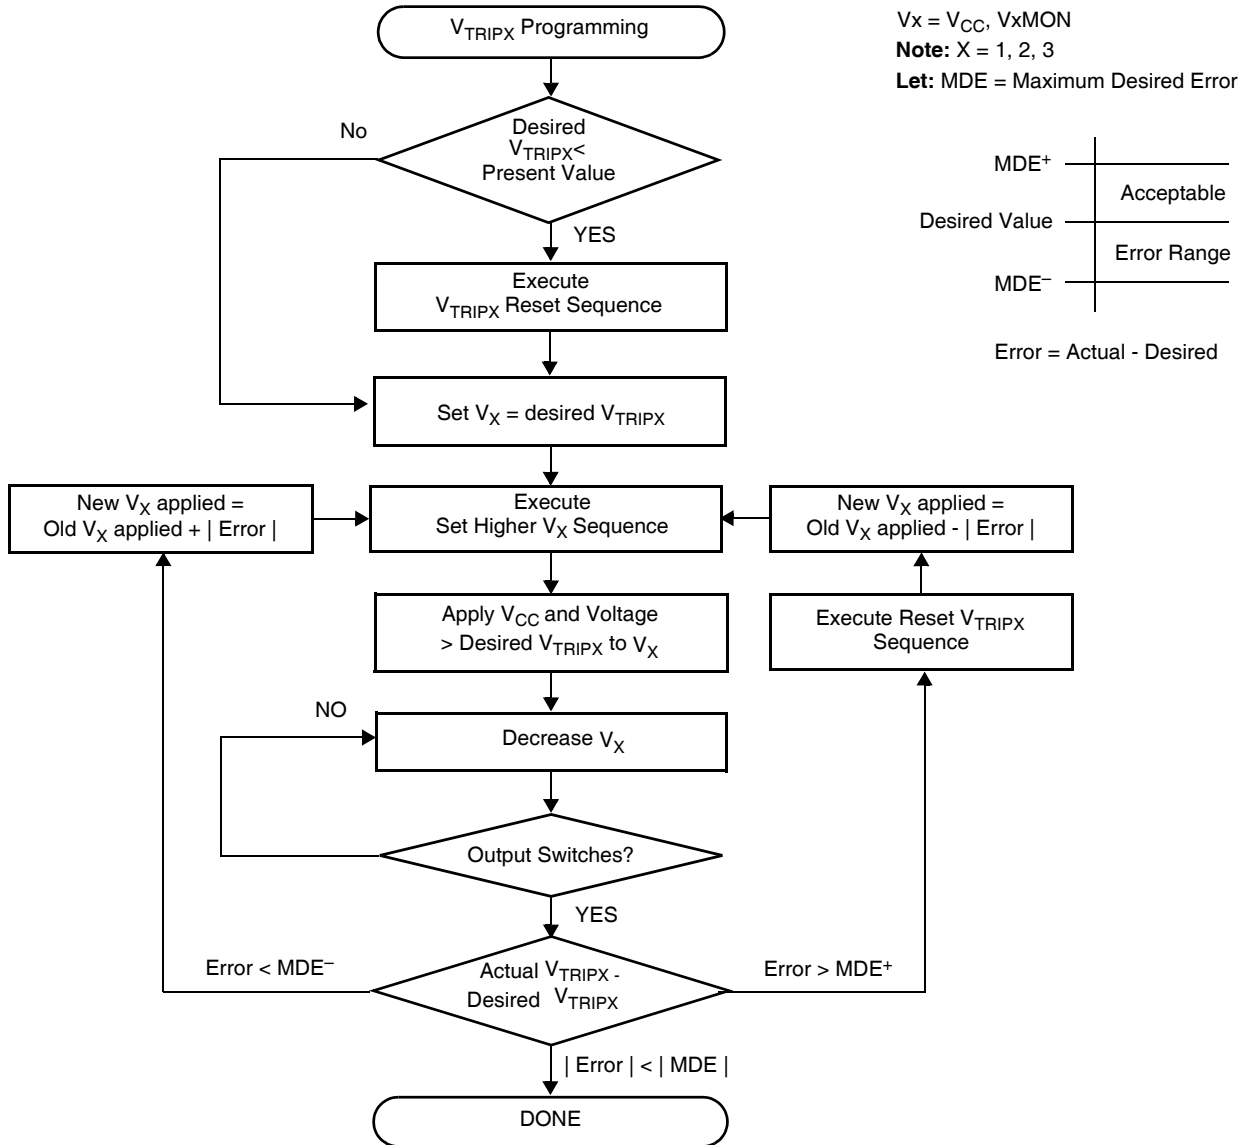 V_TRIPX Programming
Vx = V_CC, VxMON
Note: X = 1, 2, 3
Let: MDE = Maximum Desired Error
No
Desired
V_TRIPX<
Present Value
MDE+
Acceptable
Desired Value
Error Range
MDE–
Error = Actual - Desired
YES
Execute
V_TRIPX Reset Sequence
Set V_X = desired V_TRIPX
New V_X applied =
Old V_X applied + | Error |
Execute
Set Higher V_X Sequence
New V_X applied =
Old V_X applied - | Error |
Apply V_CC and Voltage
> Desired V_TRIPX to V_X
Execute Reset V_TRIPX
Sequence
NO
Decrease V_X
Output Switches?
YES
Error < MDE–
Actual V_TRIPX -
Desired V_TRIPX
Error > MDE+
| Error | < | MDE |
DONE